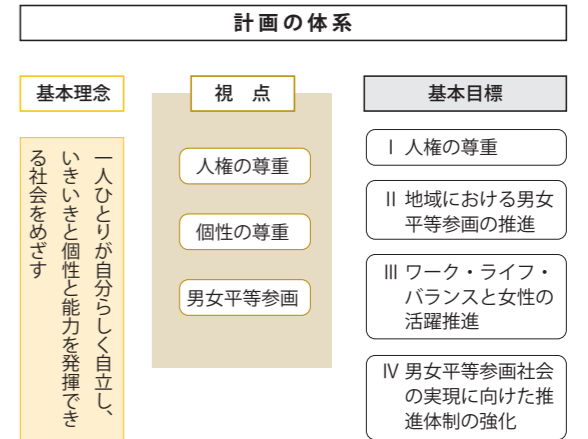 計画の体系
基本理念
一人ひとりが自分らしく自立し、
いきいきと個性と能力を発揮でき
る社会をめざす
視 点
人権の尊重
個性の尊重
男女平等参画
基本目標
Ⅰ 人権の尊重
Ⅱ 地域における男女
平等参画の推進
Ⅲ ワーク・ライフ・
バランスと女性の
活躍推進
Ⅳ 男女平等参画社会
の実現に向けた推
進体制の強化